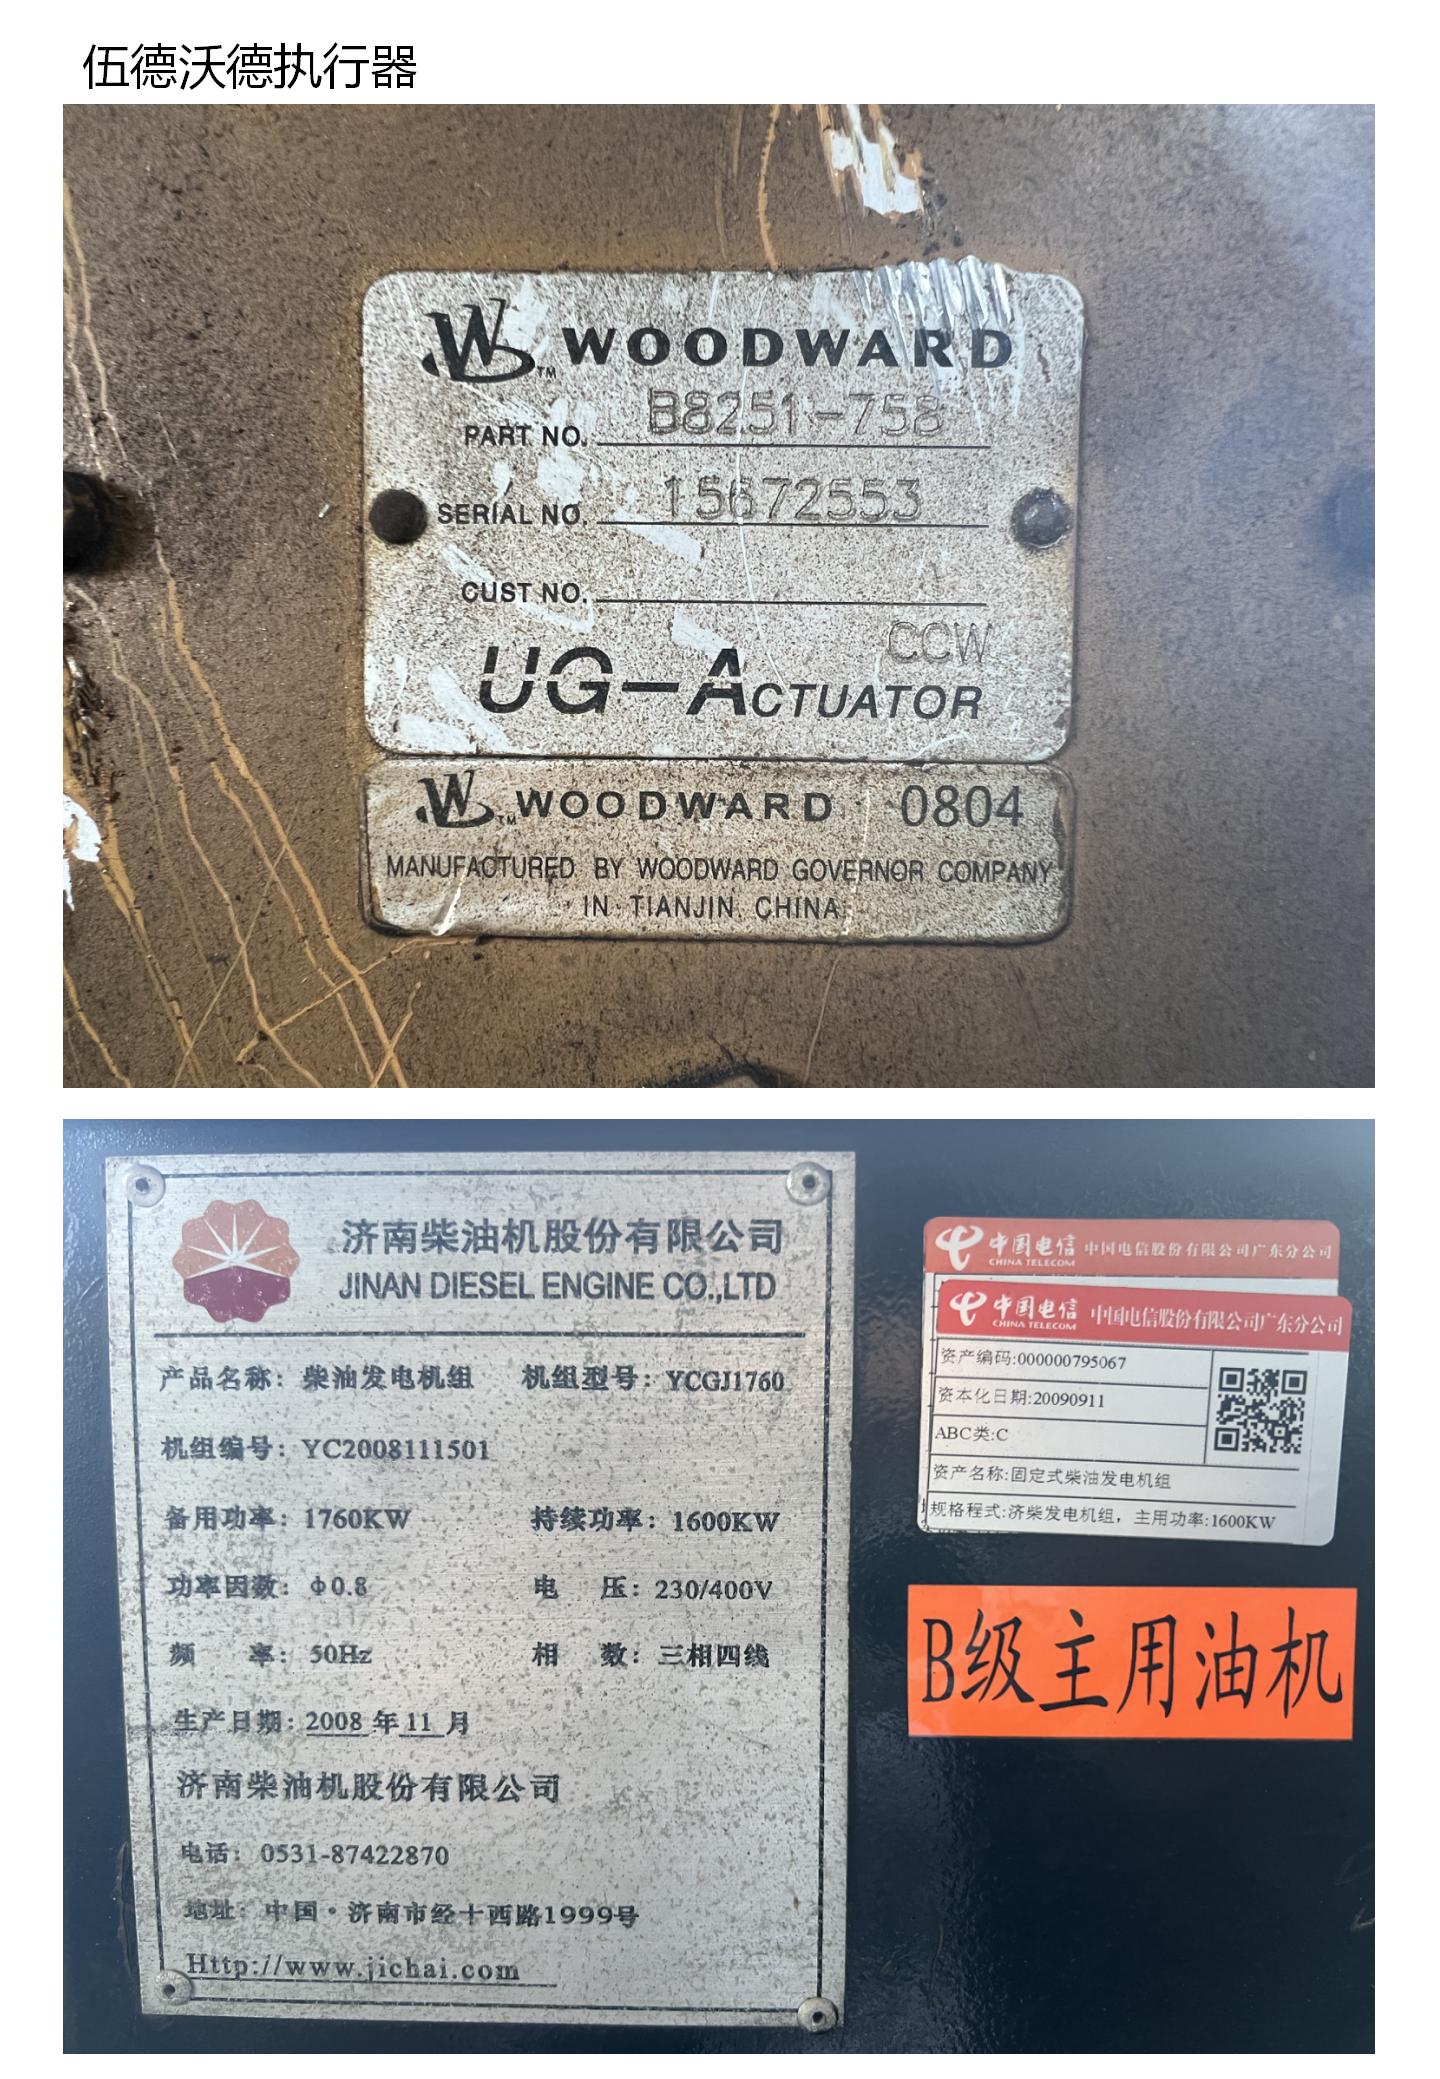 伍德沃德执行器
WOODWARD
PART NO. B8251-758
SERIAL NO. 15672553
CUST NO.
CCW
UG-ACTUATOR
WOODWARD 0804
MANUFACTURED BY WOODWARD GOVERNOR COMPANY
IN TIANJIN. CHINA
济南柴油机股份有限公司
JINAN DIESEL ENGINE CO.,LTD
产品名称：柴油发电机组 机组型号：YCGJ1760
机组编号：YC2008111501
备用功率：1760KW 持续功率：1600KW
功率因数：Φ0.8 电 压：230/400V
频 率：50Hz 相 数：三相四线
生产日期：2008 年 11 月
济南柴油机股份有限公司
电话：0531-87422870
地址：中国·济南市经十西路1999号
Http://www.jichai.com
中国电信 中国电信股份有限公司广东分公司
CHINA TELECOM
中国电信 中国电信股份有限公司广东分公司
CHINA TELECOM
资产编码:000000795067
资本化日期:20090911
ABC类:C
资产名称:固定式柴油发电机组
规格程式:济柴发电机组，主用功率:1600KW
B级主用油机